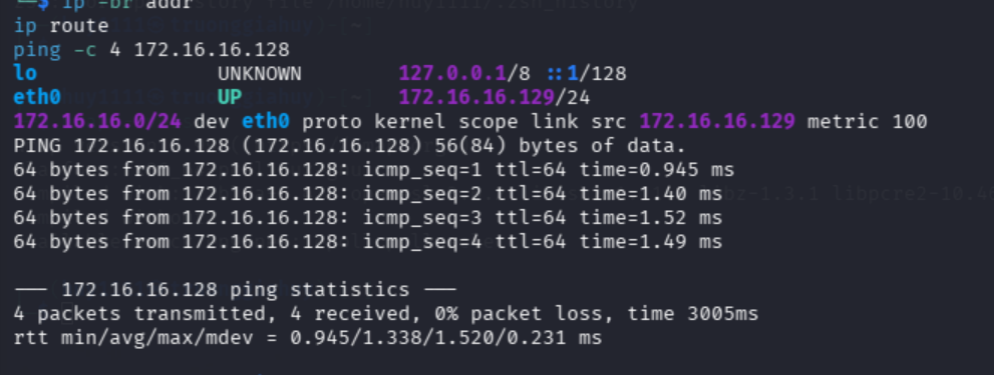 $ ip -br addr
ip route
ping -c 4 172.16.16.128
lo UNKNOWN 127.0.0.1/8 ::1/128
eth0 UP 172.16.16.129/24
172.16.16.0/24 dev eth0 proto kernel scope link src 172.16.16.129 metric 100
PING 172.16.16.128 (172.16.16.128) 56(84) bytes of data.
64 bytes from 172.16.16.128: icmp_seq=1 ttl=64 time=0.945 ms
64 bytes from 172.16.16.128: icmp_seq=2 ttl=64 time=1.40 ms
64 bytes from 172.16.16.128: icmp_seq=3 ttl=64 time=1.52 ms
64 bytes from 172.16.16.128: icmp_seq=4 ttl=64 time=1.49 ms
— 172.16.16.128 ping statistics —
4 packets transmitted, 4 received, 0% packet loss, time 3005ms
rtt min/avg/max/mdev = 0.945/1.338/1.520/0.231 ms